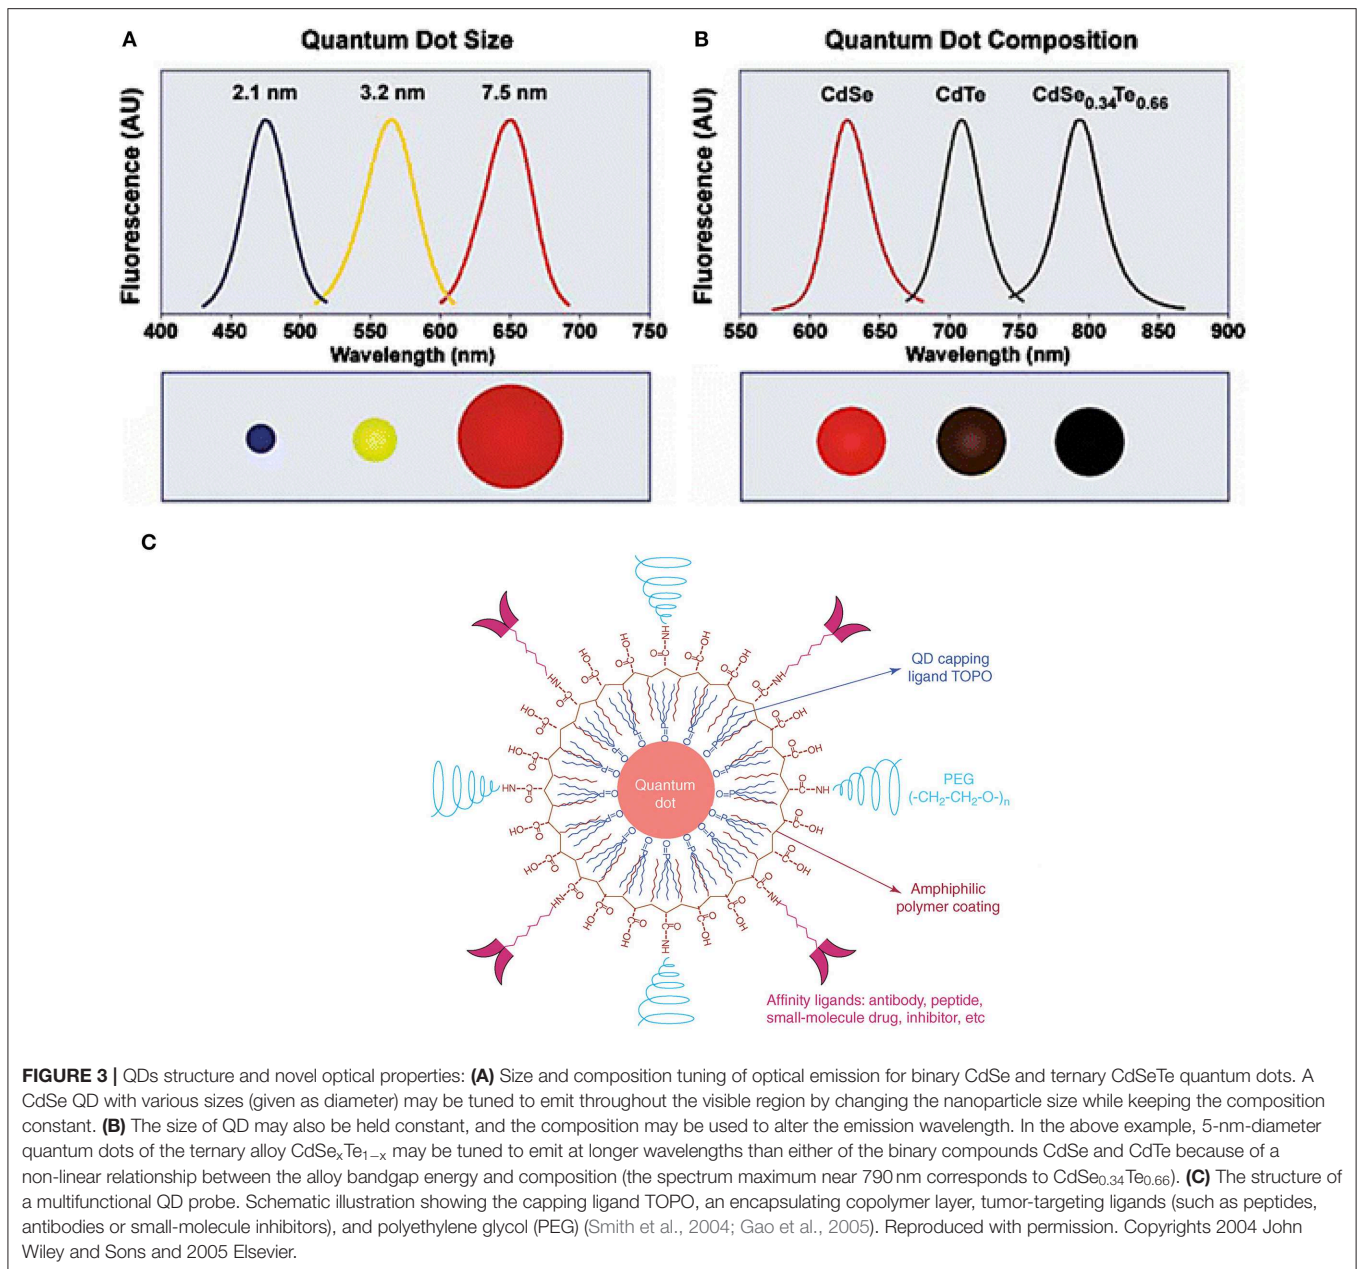 A
Quantum Dot Size
2.1 nm
3.2 nm
7.5 nm
Fluorescence (AU)
400
450
500
550
600
650
700
750
Wavelength (nm)
B
Quantum Dot Composition
CdSe
CdTe
CdSe0.34Te0.66
Fluorescence (AU)
550
600
650
700
750
800
850
900
Wavelength (nm)
C
QD capping
ligand TOPO
Quantum
dot
PEG
(-CH2-CH2-O-)n
Amphiphilic
polymer coating
Affinity ligands: antibody, peptide,
small-molecule drug, inhibitor, etc
FIGURE 3 | QDs structure and novel optical properties: (A) Size and composition tuning of optical emission for binary CdSe and ternary CdSeTe quantum dots. A
CdSe QD with various sizes (given as diameter) may be tuned to emit throughout the visible region by changing the nanoparticle size while keeping the composition
constant. (B) The size of QD may also be held constant, and the composition may be used to alter the emission wavelength. In the above example, 5-nm-diameter
quantum dots of the ternary alloy CdSexTe1−x may be tuned to emit at longer wavelengths than either of the binary compounds CdSe and CdTe because of a
non-linear relationship between the alloy bandgap energy and composition (the spectrum maximum near 790 nm corresponds to CdSe0.34Te0.66). (C) The structure of
a multifunctional QD probe. Schematic illustration showing the capping ligand TOPO, an encapsulating copolymer layer, tumor-targeting ligands (such as peptides,
antibodies or small-molecule inhibitors), and polyethylene glycol (PEG) (Smith et al., 2004; Gao et al., 2005). Reproduced with permission. Copyrights 2004 John
Wiley and Sons and 2005 Elsevier.